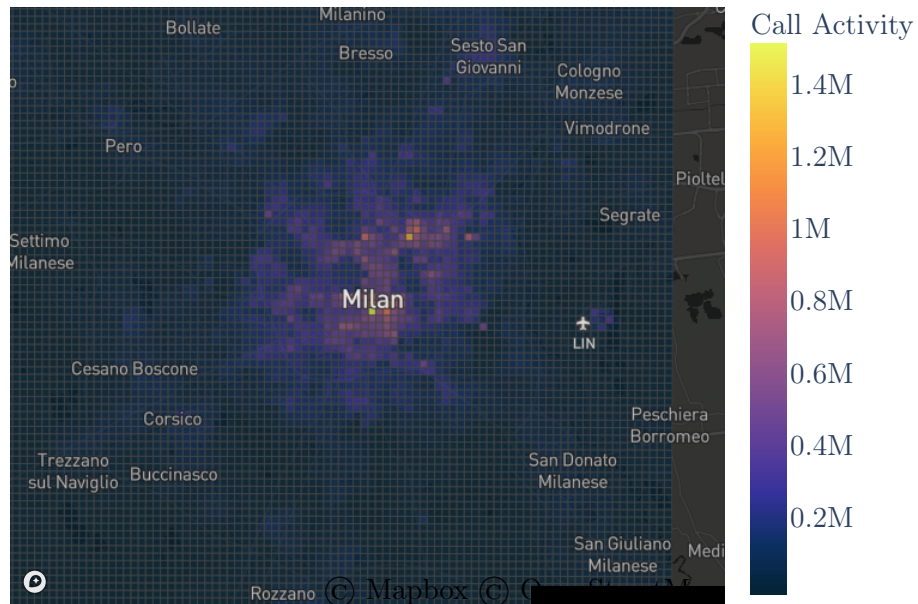 Milanino
Bollate
Bresso
Sesto San
Giovanni
Cologno
Monzese
Pero
Vimodrone
Pioltel
Segrate
Settimo
Milanese
Milan
LIN
Cesano Boscone
Corsico
Peschiera
Borromeo
Trezzano
sul Naviglio
Buccinasco
San Donato
Milanese
San Giuliano
Milanese
Medi
Rozzano
© Mapbox ©
Call Activity
1.4M
1.2M
1M
0.8M
0.6M
0.4M
0.2M